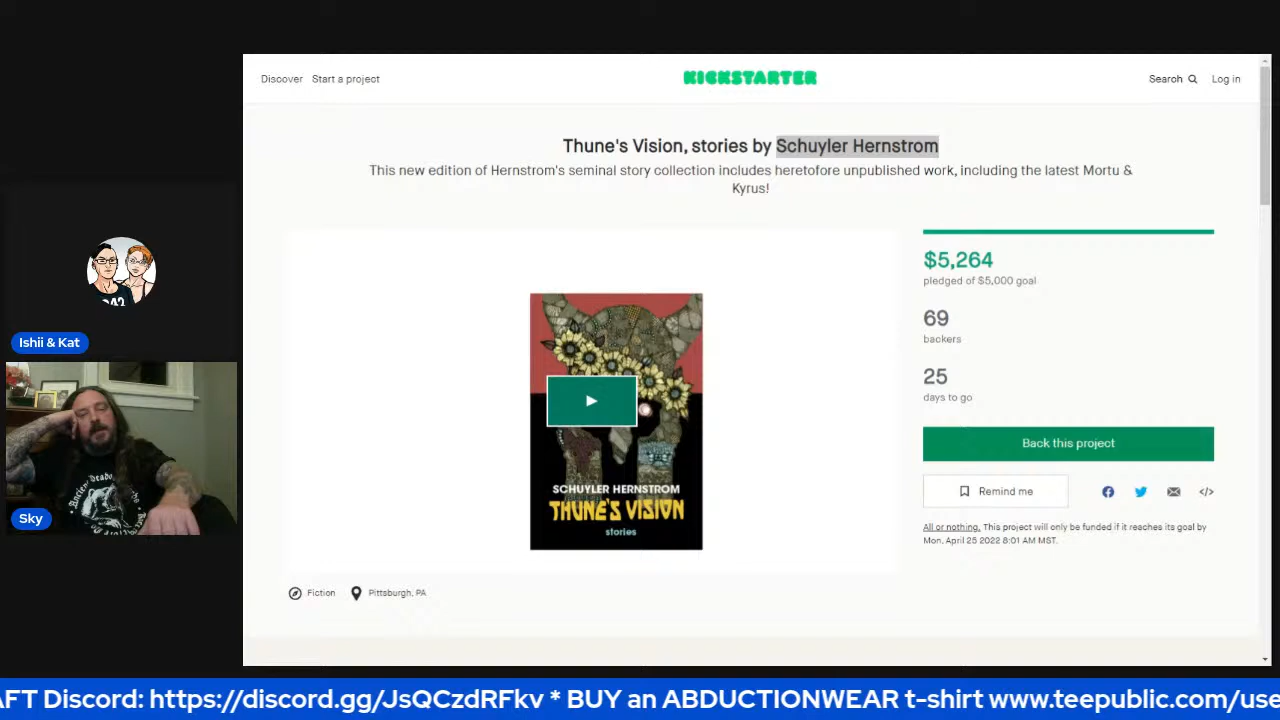 Discover Start a project KICKSTARTER Search Log in
Thune's Vision, stories by Schuyler Hernstrom
This new edition of Hernstrom's seminal story collection includes heretofore unpublished work, including the latest Mortu &
Kyrus!
$5,264
pledged of $5,000 goal
69
backers
25
days to go
Back this project
Remind me
</>
All or nothing. This project will only be funded if it reaches its goal by
Mon, April 25 2022 8:01 AM MST.
SCHUYLER HERNSTROM
THUNE'S VISION
stories
Fiction Pittsburgh, PA
Ishii & Kat
Sky
AFT Discord: https://discord.gg/JsQCzdRFkv * BUY an ABDUCTIONWEAR t-shirt www.teepublic.com/use